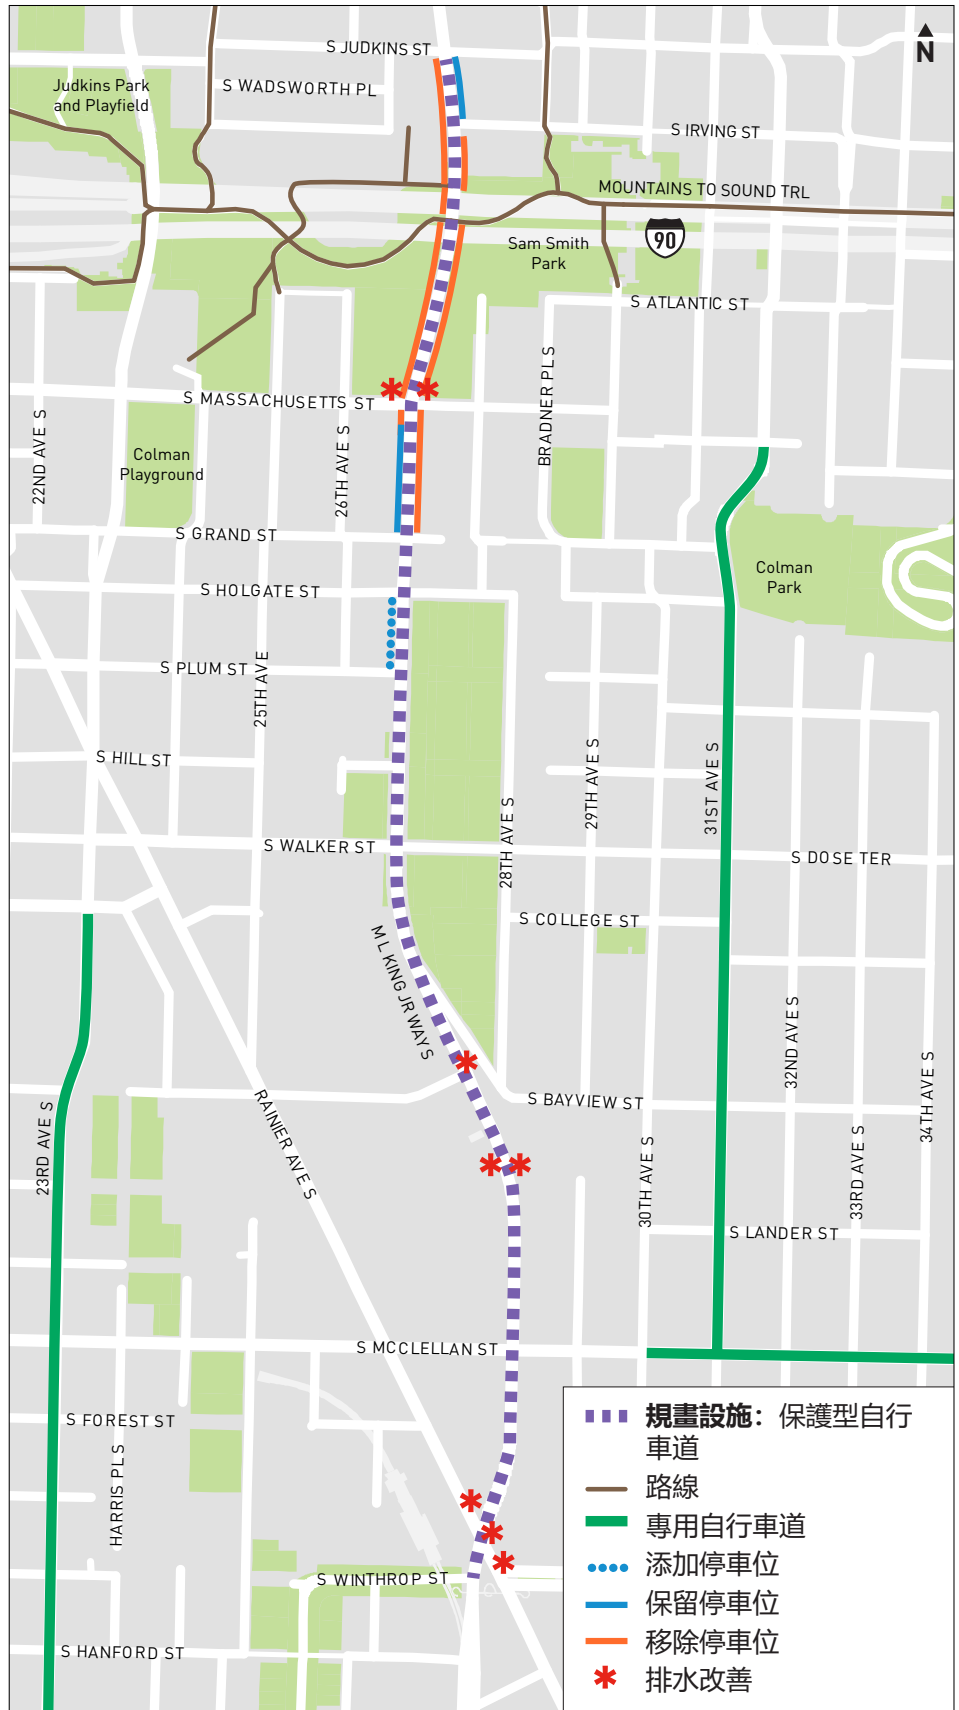 S JUDKINS ST
N
Judkins Park
and Playfield
S WADSWORTH PL
S IRVING ST
MOUNTAINS TO SOUND TRL
90
Sam Smith
Park
S ATLANTIC ST
S MASSACHUSETTS ST
BRADNER PL S
22ND AVE S
26TH AVE S
Colman
Playground
S GRAND ST
Colman
Park
S HOLGATE ST
S PLUM ST
25TH AVE
S HILL ST
29TH AVE S
31ST AVE S
28TH AVE S
S WALKER ST
S DOSE TER
S COLLEGE ST
M L KING JR WAY S
32ND AVE S
34TH AVE S
S BAYVIEW ST
RAINIER AVE S
23RD AVE S
30TH AVE S
33RD AVE S
S LANDER ST
S MCCLELLAN ST
S FOREST ST
HARRIS PL S
S WINTHROP ST
S HANFORD ST
規畫設施：保護型自行
車道
路線
專用自行車道
添加停車位
保留停車位
移除停車位
排水改善